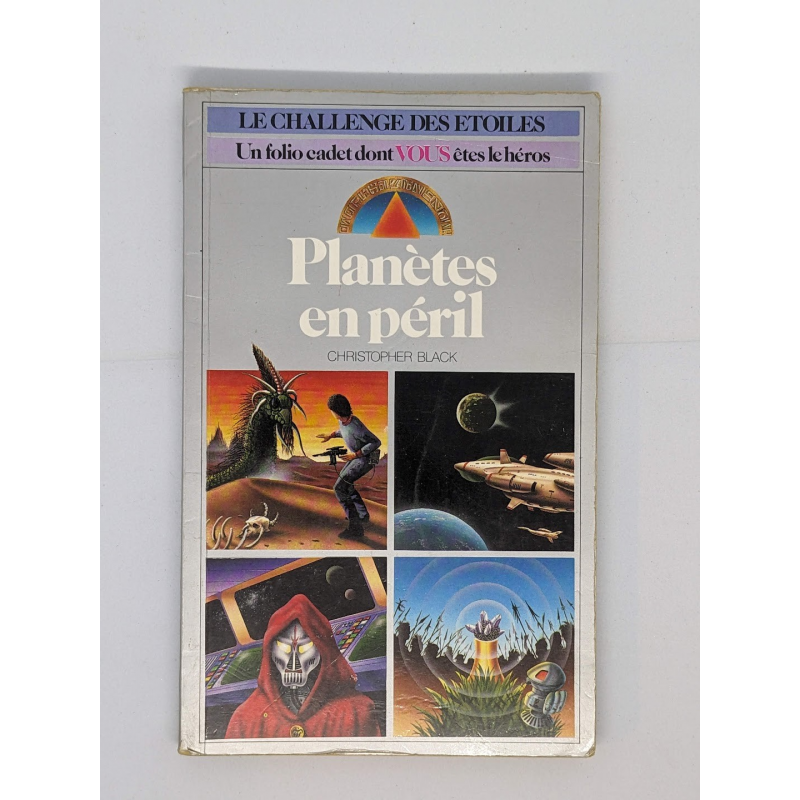 LE CHALLENGE DES ETOILES
Un folio cadet dont VOUS êtes le héros
Planètes
en péril
CHRISTOPHER BLACK